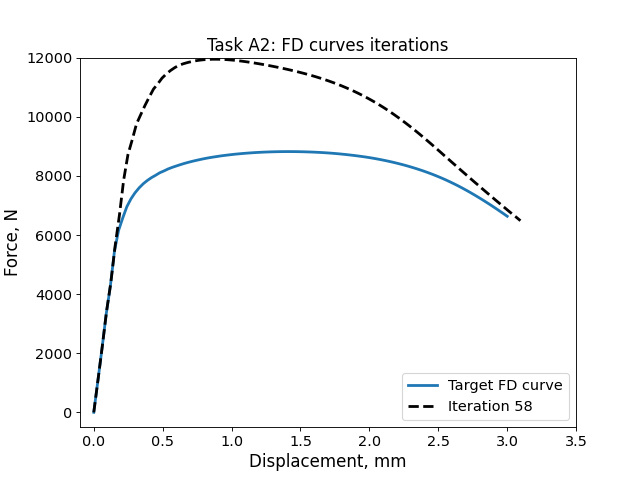 Task A2: FD curves iterations
Force, N
12000
10000
8000
6000
4000
2000
0
0.0 0.5 1.0 1.5 2.0 2.5 3.0 3.5
Displacement, mm
Target FD curve
Iteration 58